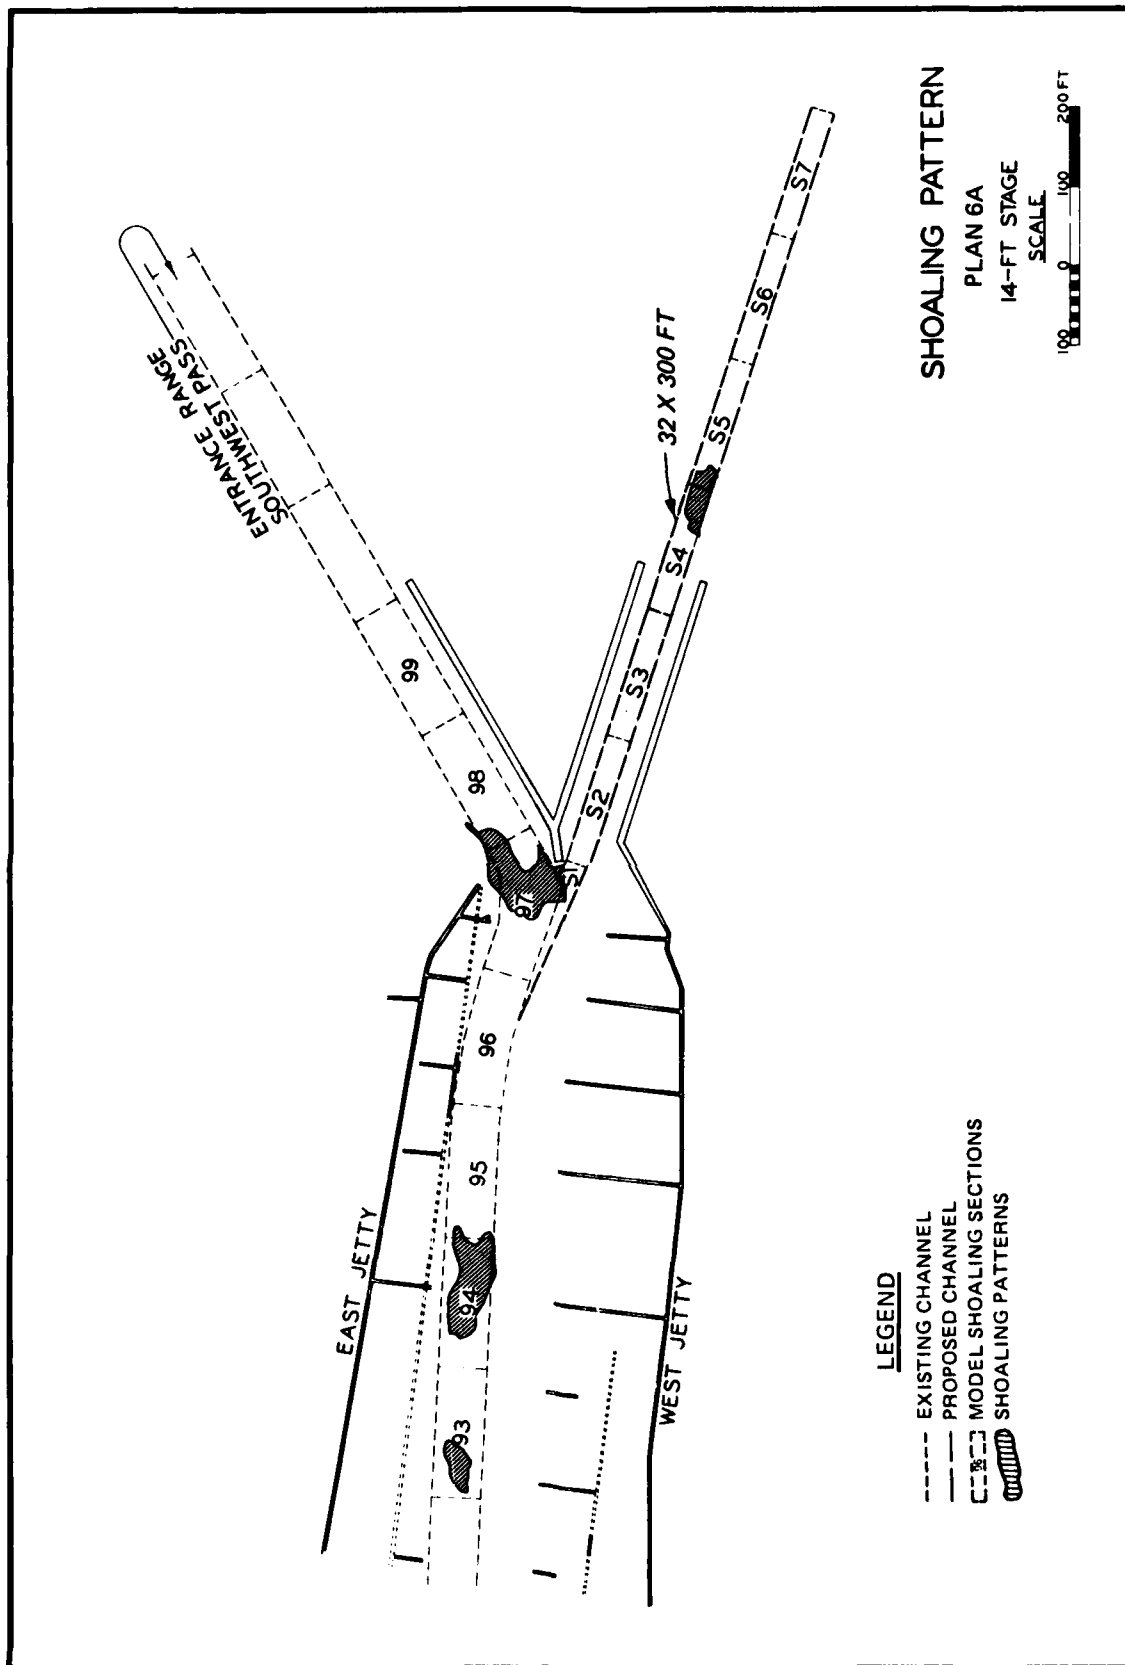 SHOALING PATTERN
PLAN 6A
14-FT STAGE
SCALE
100 0 100 200 FT
ENTRANCE RANGE
SOUTHWEST PASS
32 X 300 FT
EAST JETTY
WEST JETTY
93
94
95
96
97
98
99
S1
S2
S3
S4
S5
S6
S7
LEGEND
EXISTING CHANNEL
PROPOSED CHANNEL
MODEL SHOALING SECTIONS
SHOALING PATTERNS